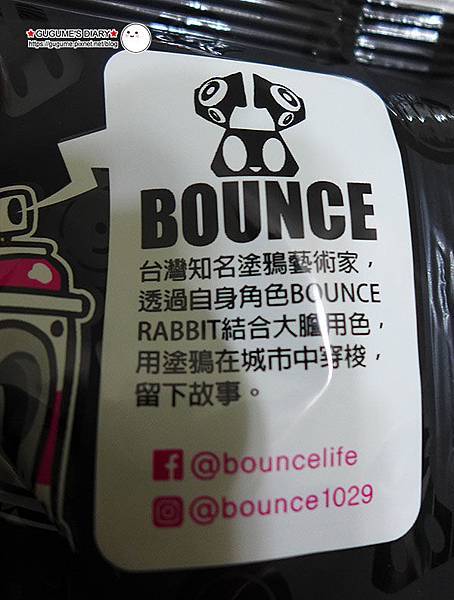 ★GUGUME'S DIARY★
https://gugume.pixnet.net/blog
BOUNCE
台灣知名塗鴉藝術家，
透過自身角色BOUNCE
RABBIT結合大膽用色，
用塗鴉在城市中穿梭，
留下故事。
@bouncelife
@bounce1029